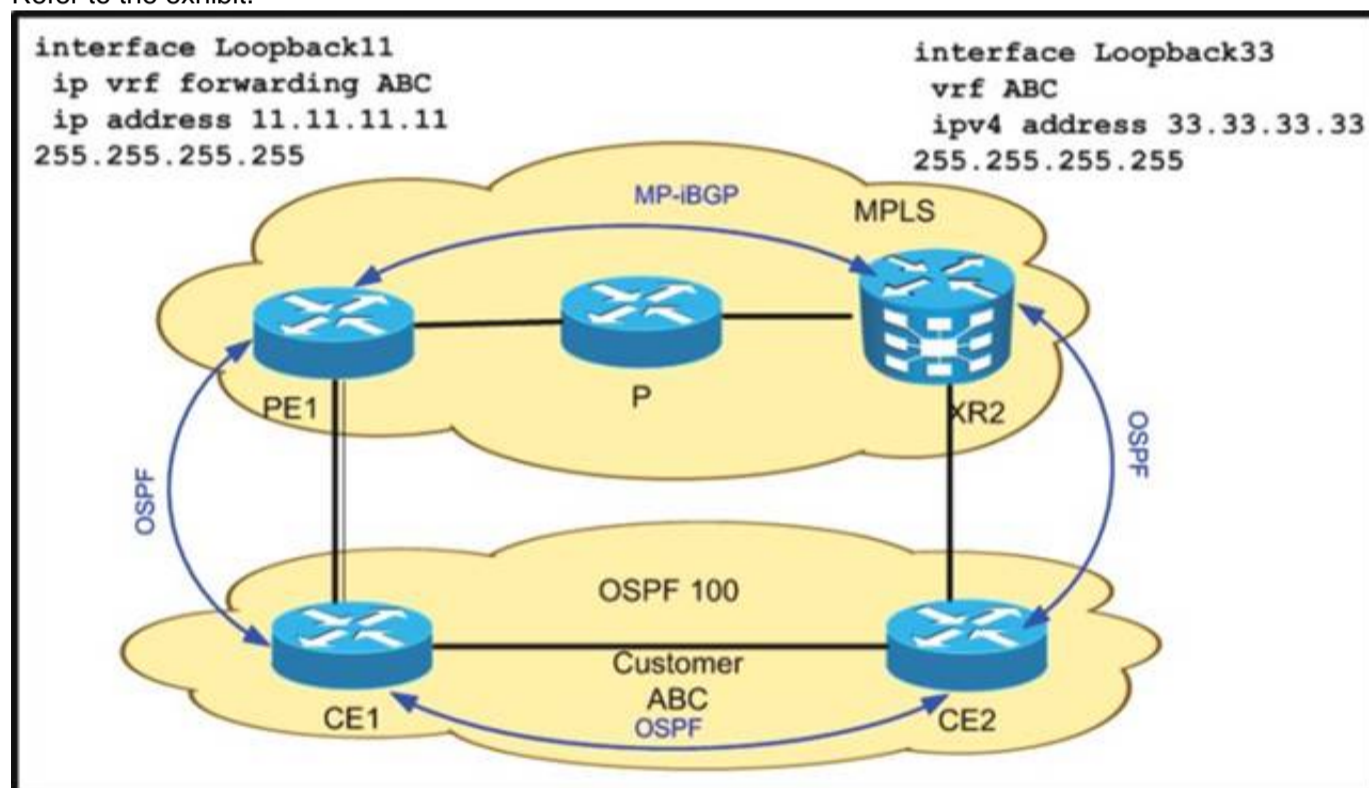 Refer to the exhibit.
interface Loopback11
ip vrf forwarding ABC
ip address 11.11.11.11
255.255.255.255
interface Loopback33
vrf ABC
ipv4 address 33.33.33.33
255.255.255.255
MP-iBGP
MPLS
PE1
P
XR2
OSPF
OSPF
OSPF 100
Customer
ABC
OSPF
CE1
CE2